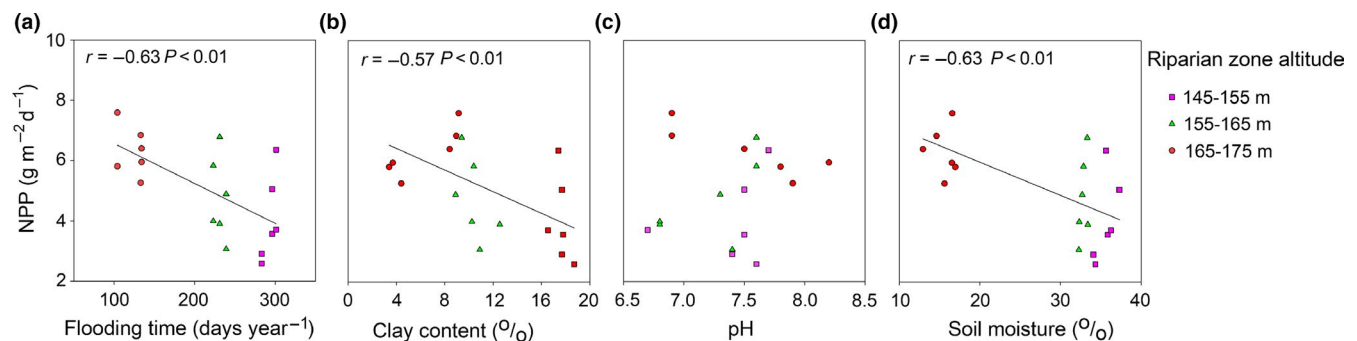 (a)
r = –0.63 P < 0.01
NPP (g m⁻² d⁻¹)
10
8
6
4
2
100
200
300
Flooding time (days year⁻¹)
(b)
r = –0.57 P < 0.01
0
4
8
12
16
20
Clay content (%)
(c)
6.5
7.0
7.5
8.0
8.5
pH
(d)
r = –0.63 P < 0.01
10
20
30
40
Soil moisture (%)
Riparian zone altitude
145-155 m
155-165 m
165-175 m